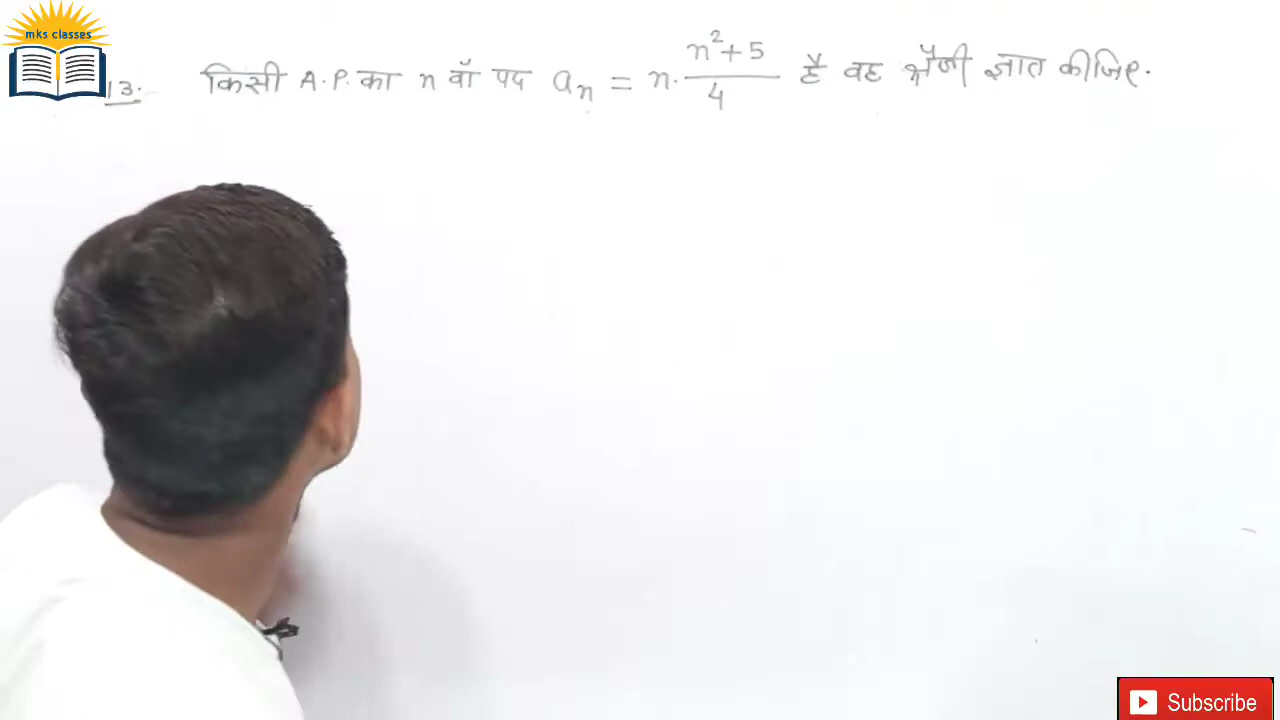 mks classes
13. किसी A.P. का n वाँ पद aₙ = n · (n² + 5)/4 है वह श्रेणी ज्ञात कीजिए.
Subscribe